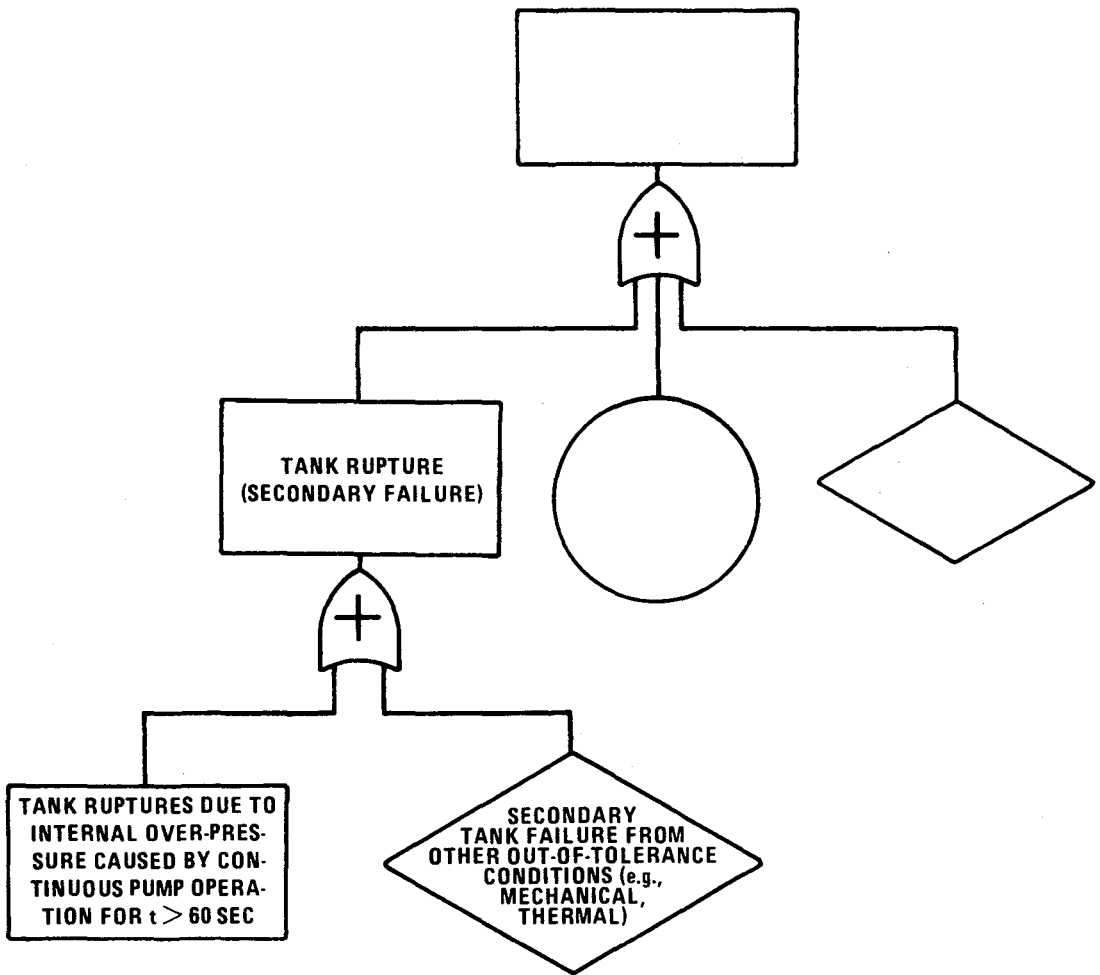 TANK RUPTURE
(SECONDARY FAILURE)
TANK RUPTURES DUE TO
INTERNAL OVER-PRES-
SURE CAUSED BY CON-
TINUOUS PUMP OPERA-
TION FOR t > 60 SEC
SECONDARY
TANK FAILURE FROM
OTHER OUT-OF-TOLERANCE
CONDITIONS (e.g.,
MECHANICAL,
THERMAL)